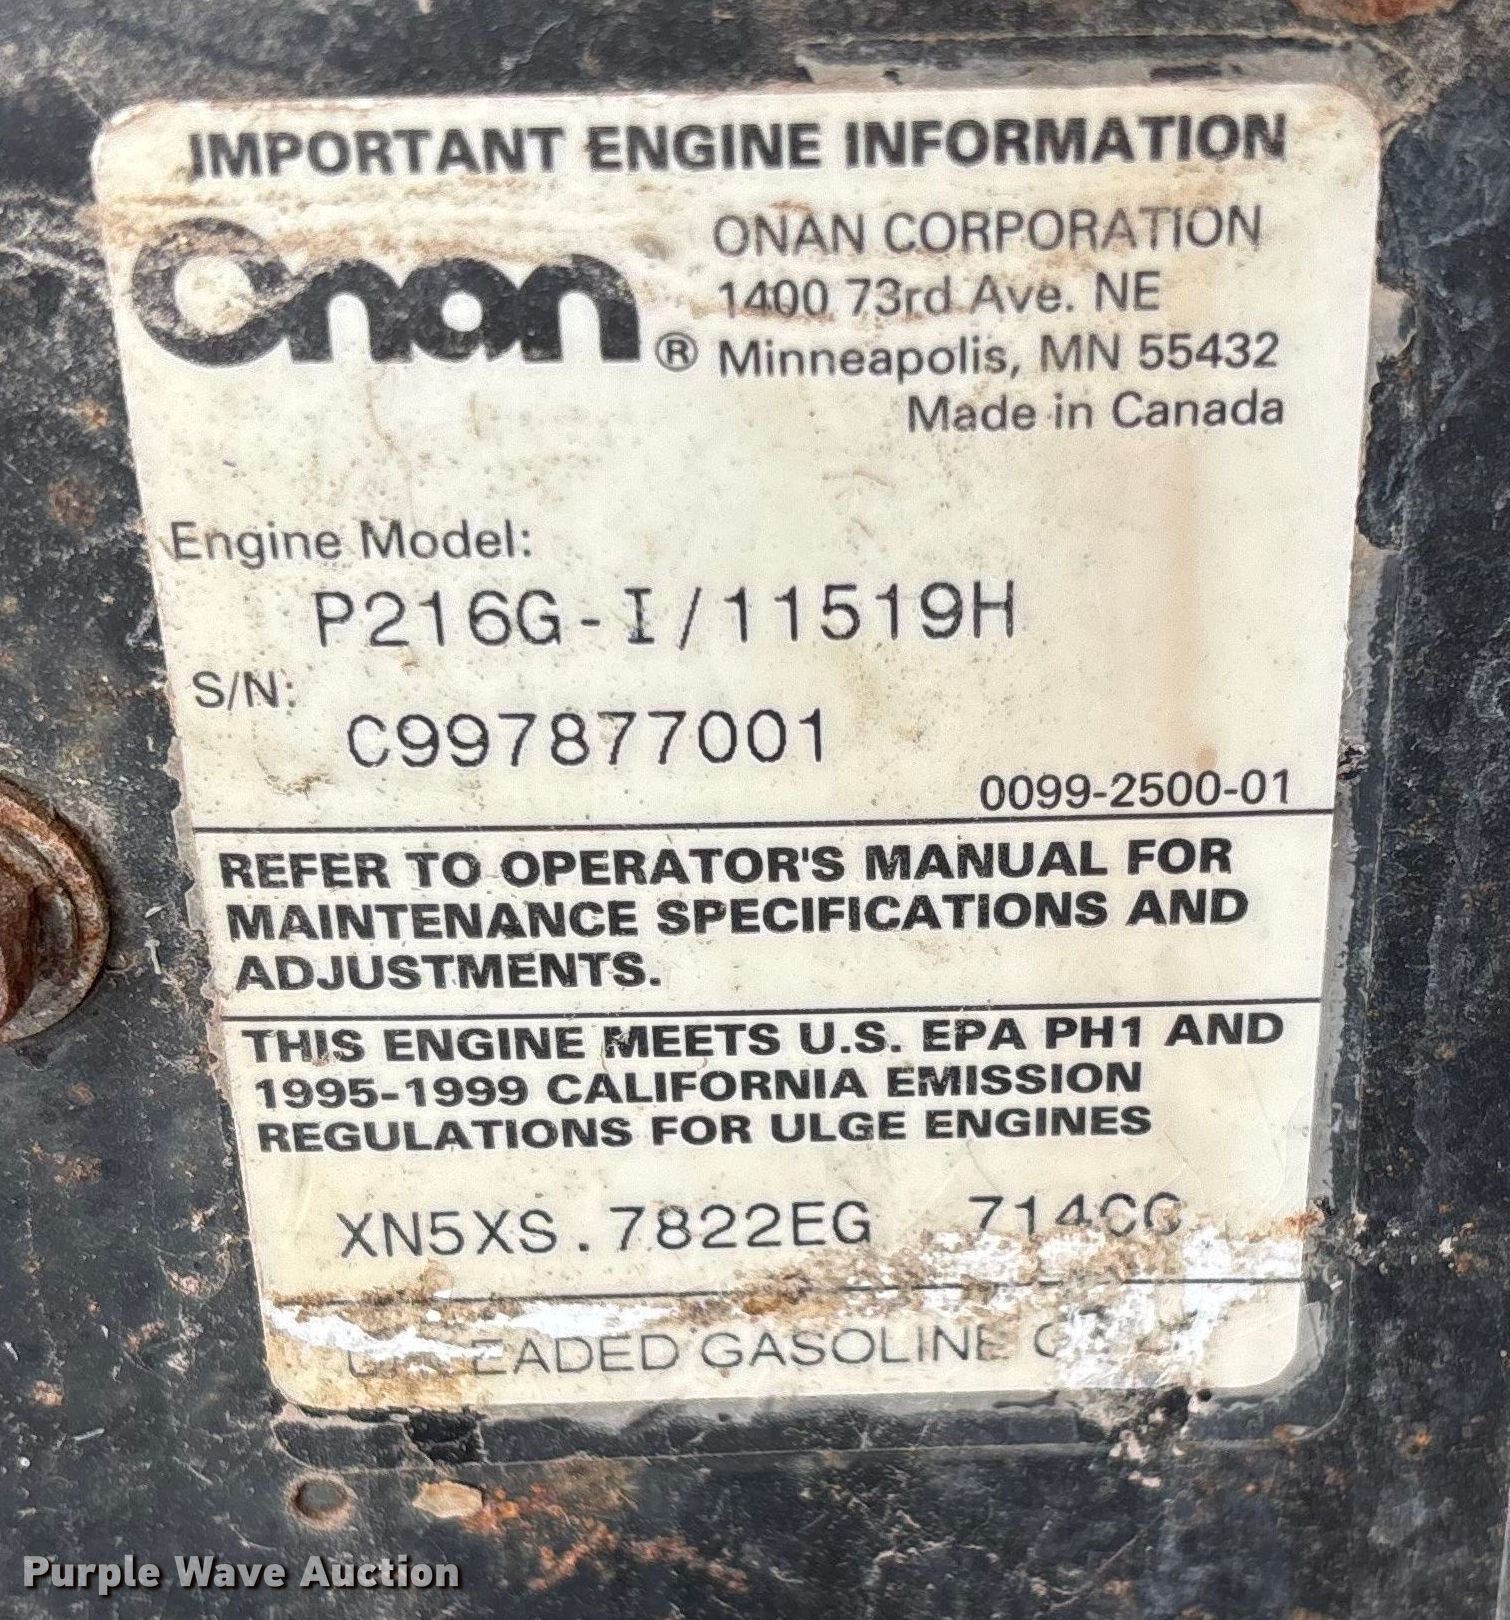 IMPORTANT ENGINE INFORMATION
Onan®
ONAN CORPORATION
1400 73rd Ave. NE
Minneapolis, MN 55432
Made in Canada
Engine Model:
P216G-I/11519H
S/N:
C997877001
0099-2500-01
REFER TO OPERATOR'S MANUAL FOR
MAINTENANCE SPECIFICATIONS AND
ADJUSTMENTS.
THIS ENGINE MEETS U.S. EPA PH1 AND
1995-1999 CALIFORNIA EMISSION
REGULATIONS FOR ULGE ENGINES
XN5XS.7822EG 714CC
GASOLINE
Purple Wave Auction